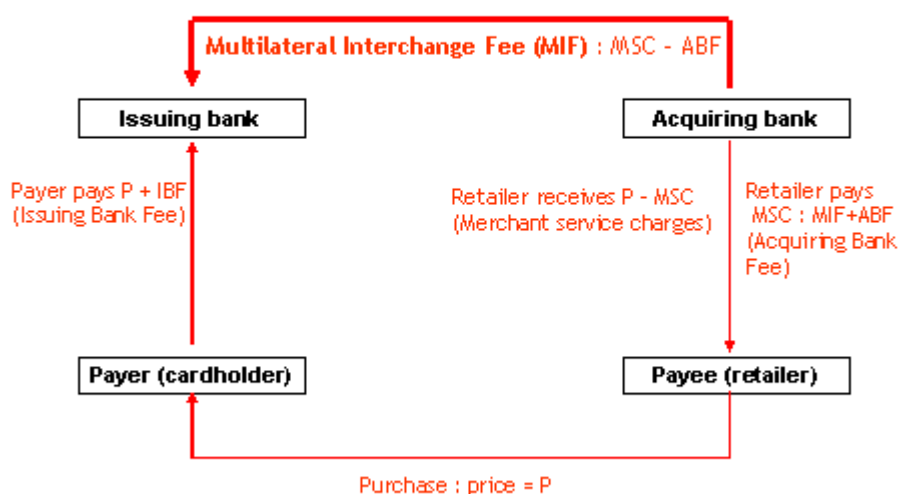 Multilateral Interchange Fee (MIF) : MSC - ABF
Issuing bank
Acquiring bank
Payer pays P + IBF
(Issuing Bank Fee)
Retailer receives P - MSC
(Merchant service charges)
Retailer pays
MSC : MIF+ABF
(Acquiring Bank
Fee)
Payer (cardholder)
Payee (retailer)
Purchase : price = P